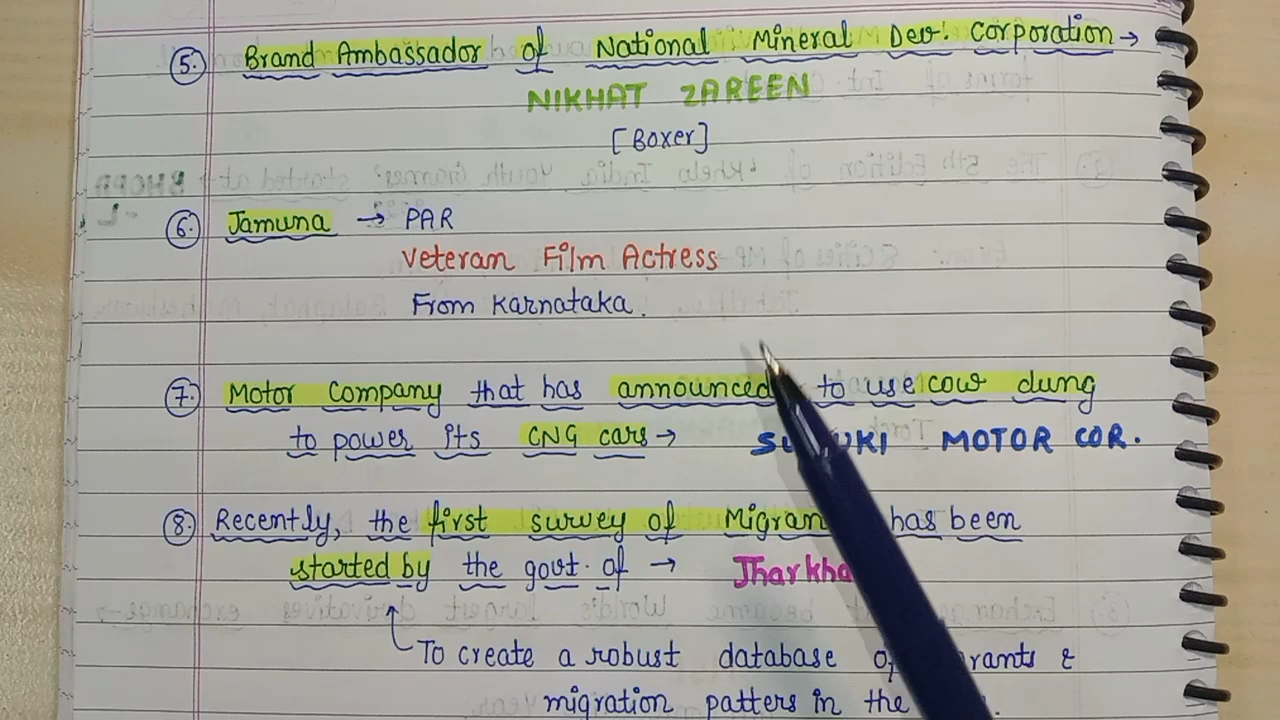 5. Brand Ambassador of National Mineral Dev. Corporation →
NIKHAT ZAREEN
[Boxer]
6. Jamuna → PAR
Veteran Film Actress
From Karnataka.
7. Motor Company that has announced to use cow dung
to power its CNG cars → MOTOR COR.
8. Recently, the first survey of has been
started by the govt. of →
To create a robust database &
migration patters in the